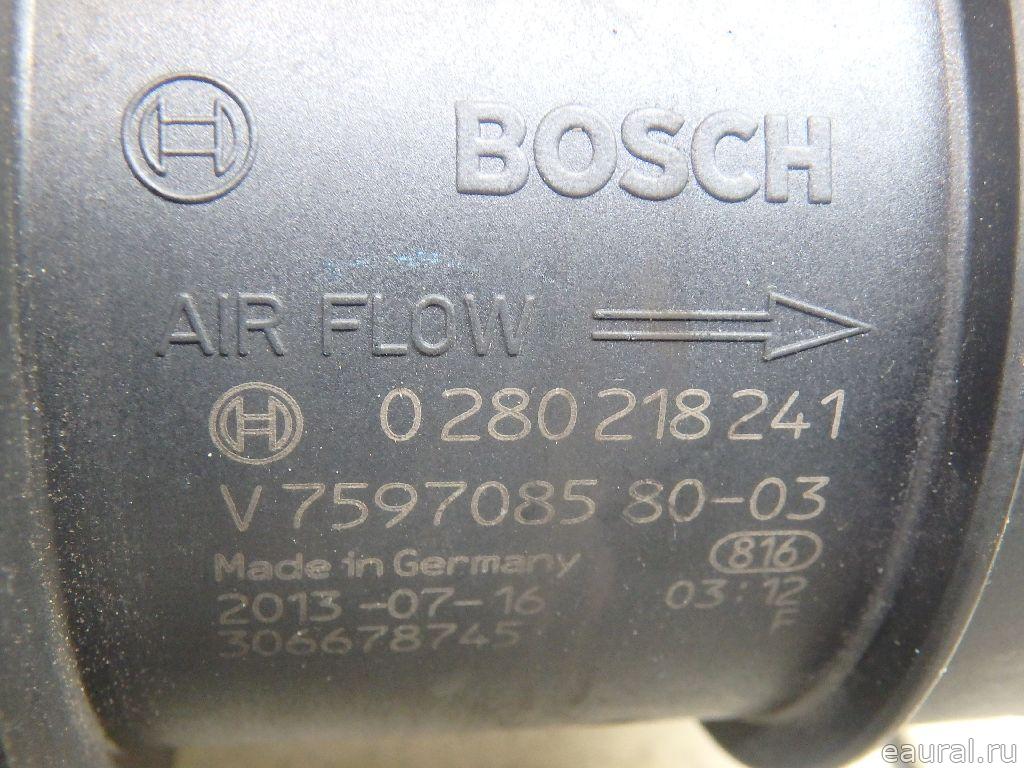 BOSCH
AIR FLOW
0 280 218 241
V 7597085 80-03
Made in Germany 816
2013-07-16 03:12
306678745 F
eaural.ru